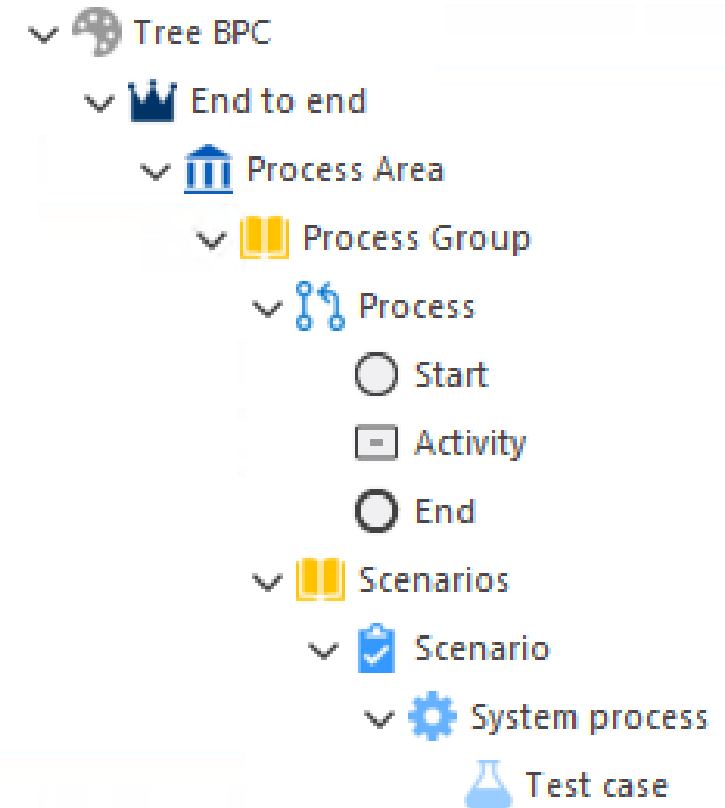 Tree BPC
End to end
Process Area
Process Group
Process
Start
Activity
End
Scenarios
Scenario
System process
Test case